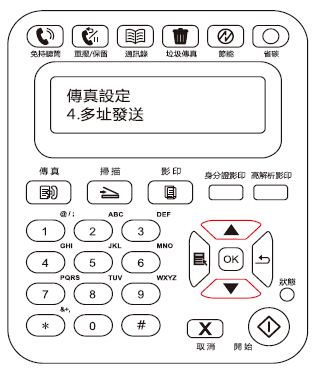 免持聽筒 重撥/保留 通訊錄 垃圾傳真 節能 省碳
傳真設定
4.多址發送
傳真 掃描 影印 身分證影印 高解析影印
@/; ABC DEF
1 2 3
GHI JKL MNO
4 5 6
OK
PQRS TUV WXYZ
7 8 9
狀態
&+,
* 0 #
X
取消 開始